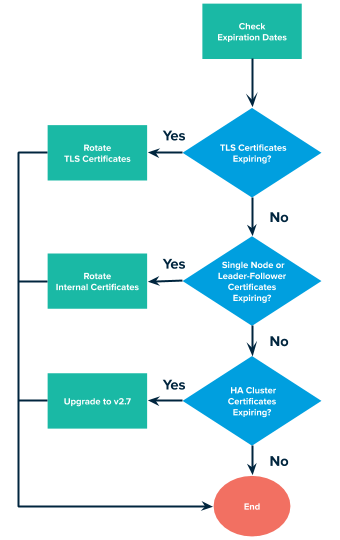 Check
Expiration Dates
Yes
Rotate
TLS Certificates
TLS Certificates
Expiring?
No
Yes
Rotate
Internal Certificates
Single Node or
Leader-Follower
Certificates
Expiring?
No
Yes
Upgrade to v2.7
HA Cluster
Certificates
Expiring?
No
End